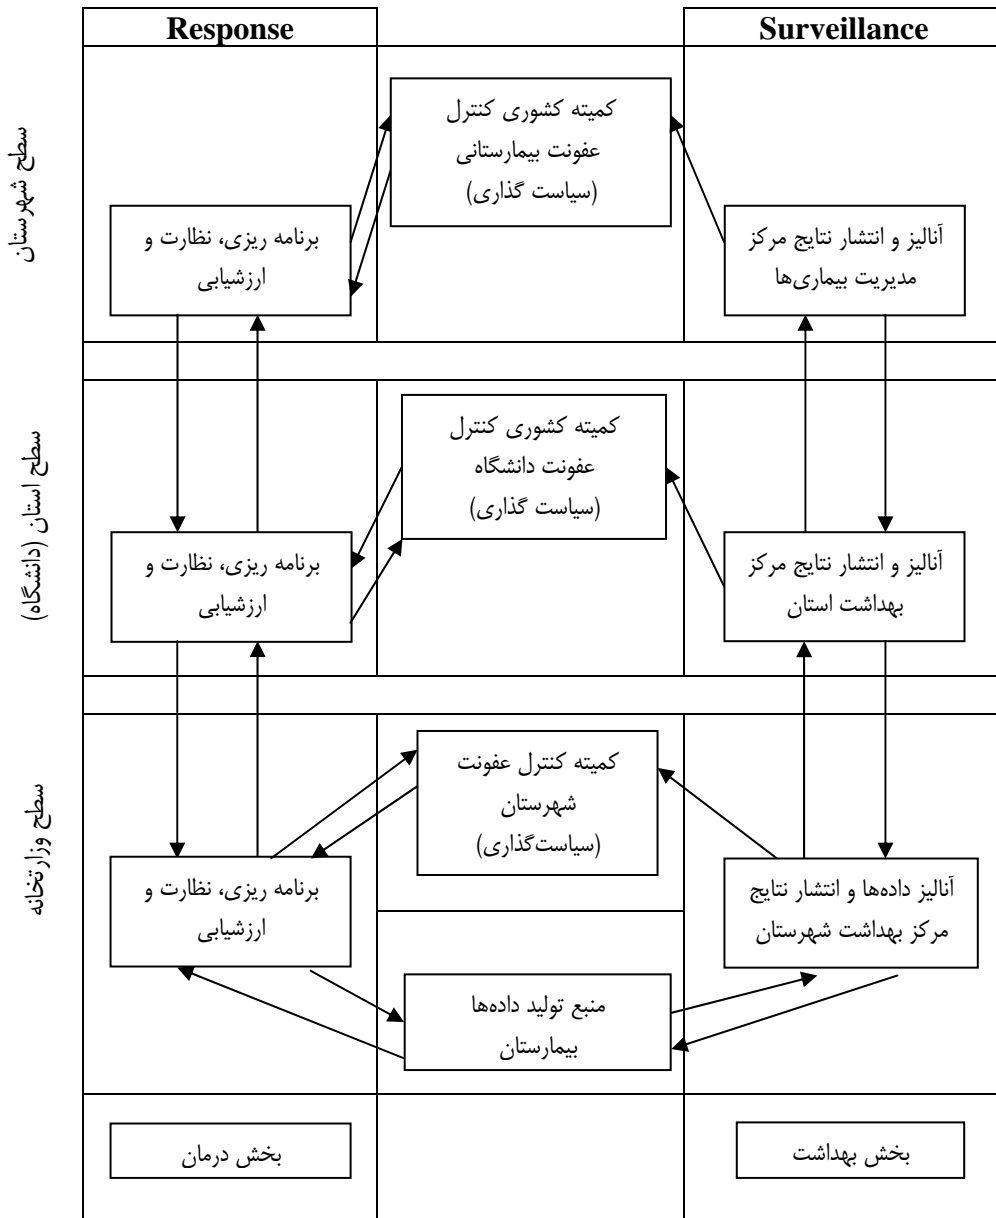 Response
Surveillance
سطح شهرستان
کمیته کشوری کنترل
عفونت بیمارستانی
(سیاست گذاری)
برنامه ریزی، نظارت و
ارزشیابی
آنالیز و انتشار نتایج مرکز
مدیریت بیماری‌ها
سطح استان (دانشگاه)
کمیته کشوری کنترل
عفونت دانشگاه
(سیاست گذاری)
برنامه ریزی، نظارت و
ارزشیابی
آنالیز و انتشار نتایج مرکز
بهداشت استان
سطح وزارتخانه
کمیته کنترل عفونت
شهرستان
(سیاست‌گذاری)
برنامه ریزی، نظارت و
ارزشیابی
آنالیز داده‌ها و انتشار نتایج
مرکز بهداشت شهرستان
منبع تولید داده‌ها
بیمارستان
بخش درمان
بخش بهداشت